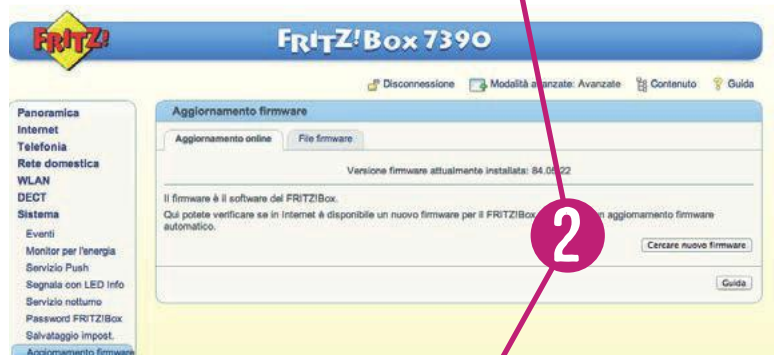 FRITZ!
FRITZ!Box 7390
Disconnessione Modalità avanzate: Avanzate Contenuto Guida
Panoramica
Internet
Telefonia
Rete domestica
WLAN
DECT
Sistema
Eventi
Monitor per l'energia
Servizio Push
Segnala con LED Info
Servizio notturno
Password FRITZ!Box
Salvataggio impost.
Aggiornamento firmware
Aggiornamento firmware
Aggiornamento online File firmware
Versione firmware attualmente installata: 84.05.22
Il firmware è il software del FRITZ!Box.
Qui potete verificare se in Internet è disponibile un nuovo firmware per il FRITZ!Box aggiornamento firmware
automatico.
Cercare nuovo firmware
Guida
2